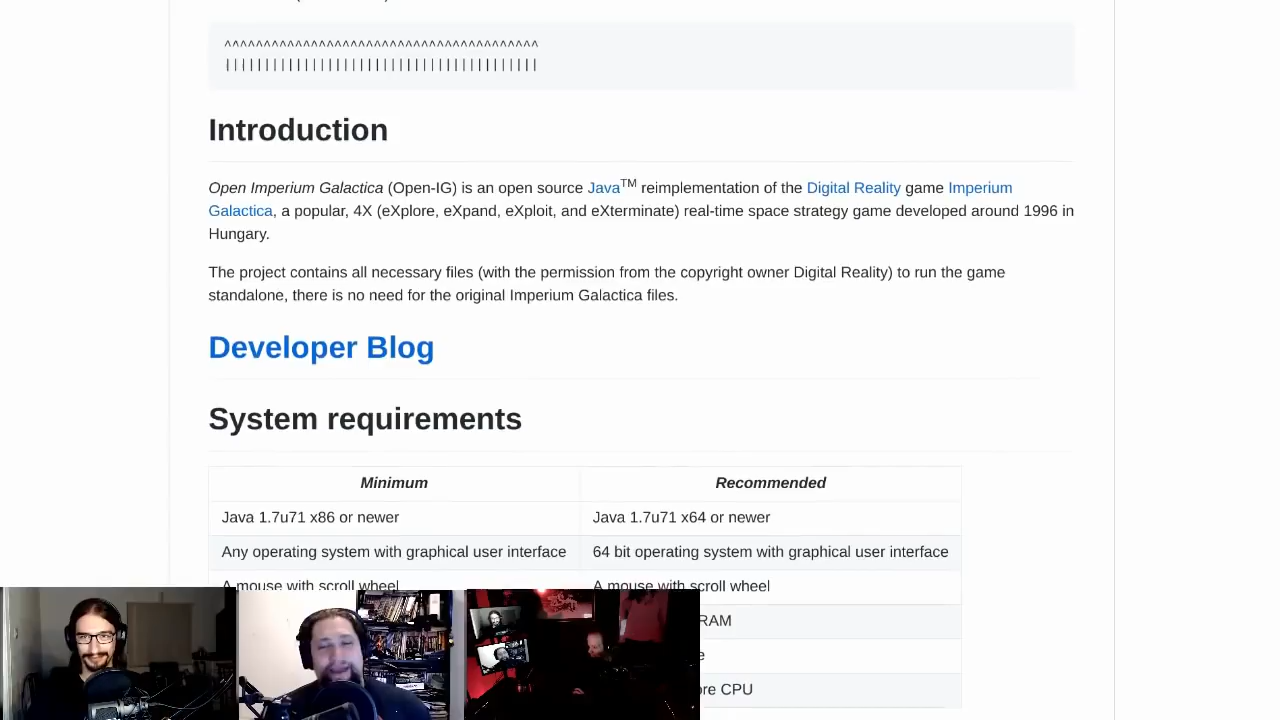 ^^^^^^^^^^^^^^^^^^^^^^^^^^^^^^^^^^^^^^^^
||||||||||||||||||||||||||||||||||||||||
Introduction
Open Imperium Galactica (Open-IG) is an open source Java™ reimplementation of the Digital Reality game Imperium
Galactica, a popular, 4X (eXplore, eXpand, eXploit, and eXterminate) real-time space strategy game developed around 1996 in
Hungary.
The project contains all necessary files (with the permission from the copyright owner Digital Reality) to run the game
standalone, there is no need for the original Imperium Galactica files.
Developer Blog
System requirements
Minimum Recommended
Java 1.7u71 x86 or newer Java 1.7u71 x64 or newer
Any operating system with graphical user interface 64 bit operating system with graphical user interface
A mouse with scroll wheel A mouse with scroll wheel
RAM
CPU